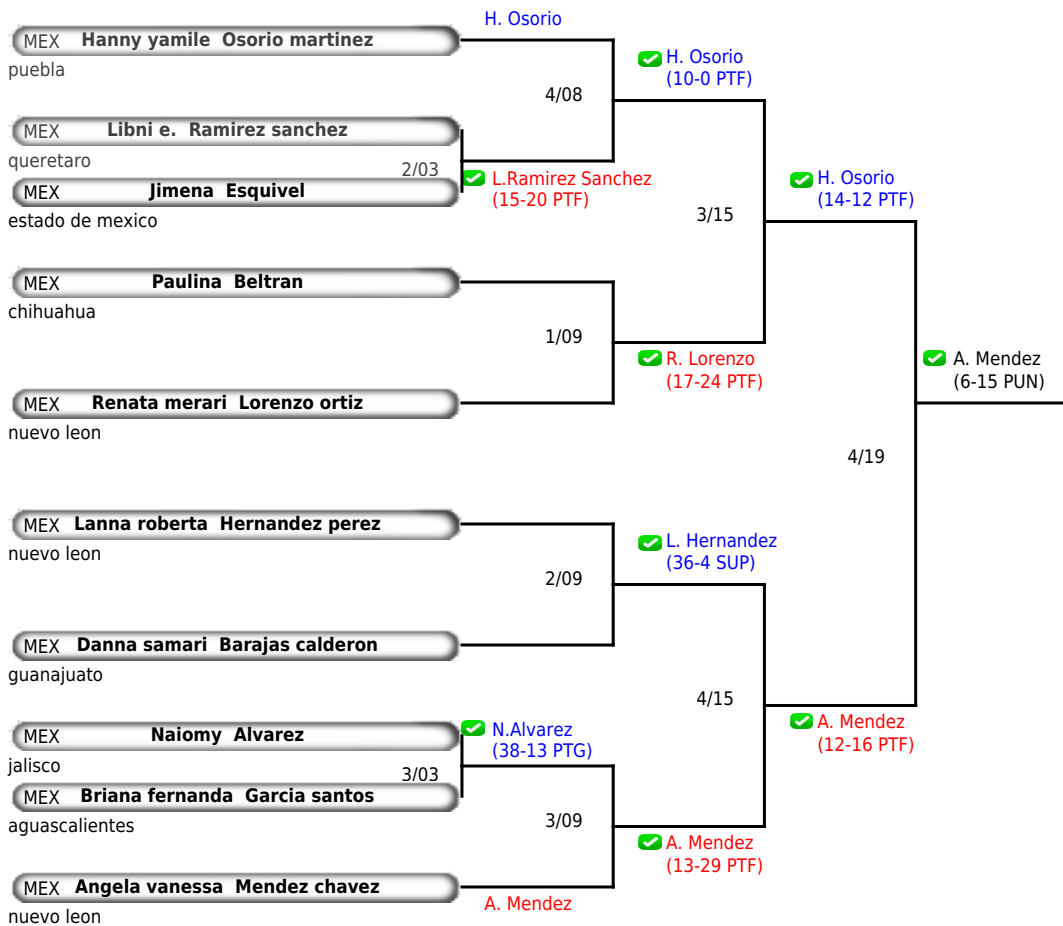 H. Osorio
MEX Hanny yamile Osorio martinez
puebla
H. Osorio
(10-0 PTF)
4/08
MEX Libni e. Ramirez sanchez
queretaro
2/03
L.Ramirez Sanchez
(15-20 PTF)
MEX Jimena Esquivel
estado de mexico
H. Osorio
(14-12 PTF)
3/15
MEX Paulina Beltran
chihuahua
1/09
R. Lorenzo
(17-24 PTF)
A. Mendez
(6-15 PUN)
MEX Renata merari Lorenzo ortiz
nuevo leon
4/19
MEX Lanna roberta Hernandez perez
nuevo leon
L. Hernandez
(36-4 SUP)
2/09
MEX Danna samari Barajas calderon
guanajuato
4/15
A. Mendez
(12-16 PTF)
MEX Naiomy Alvarez
jalisco
N.Alvarez
(38-13 PTG)
3/03
MEX Briana fernanda Garcia santos
aguascalientes
3/09
A. Mendez
(13-29 PTF)
MEX Angela vanessa Mendez chavez
nuevo leon
A. Mendez